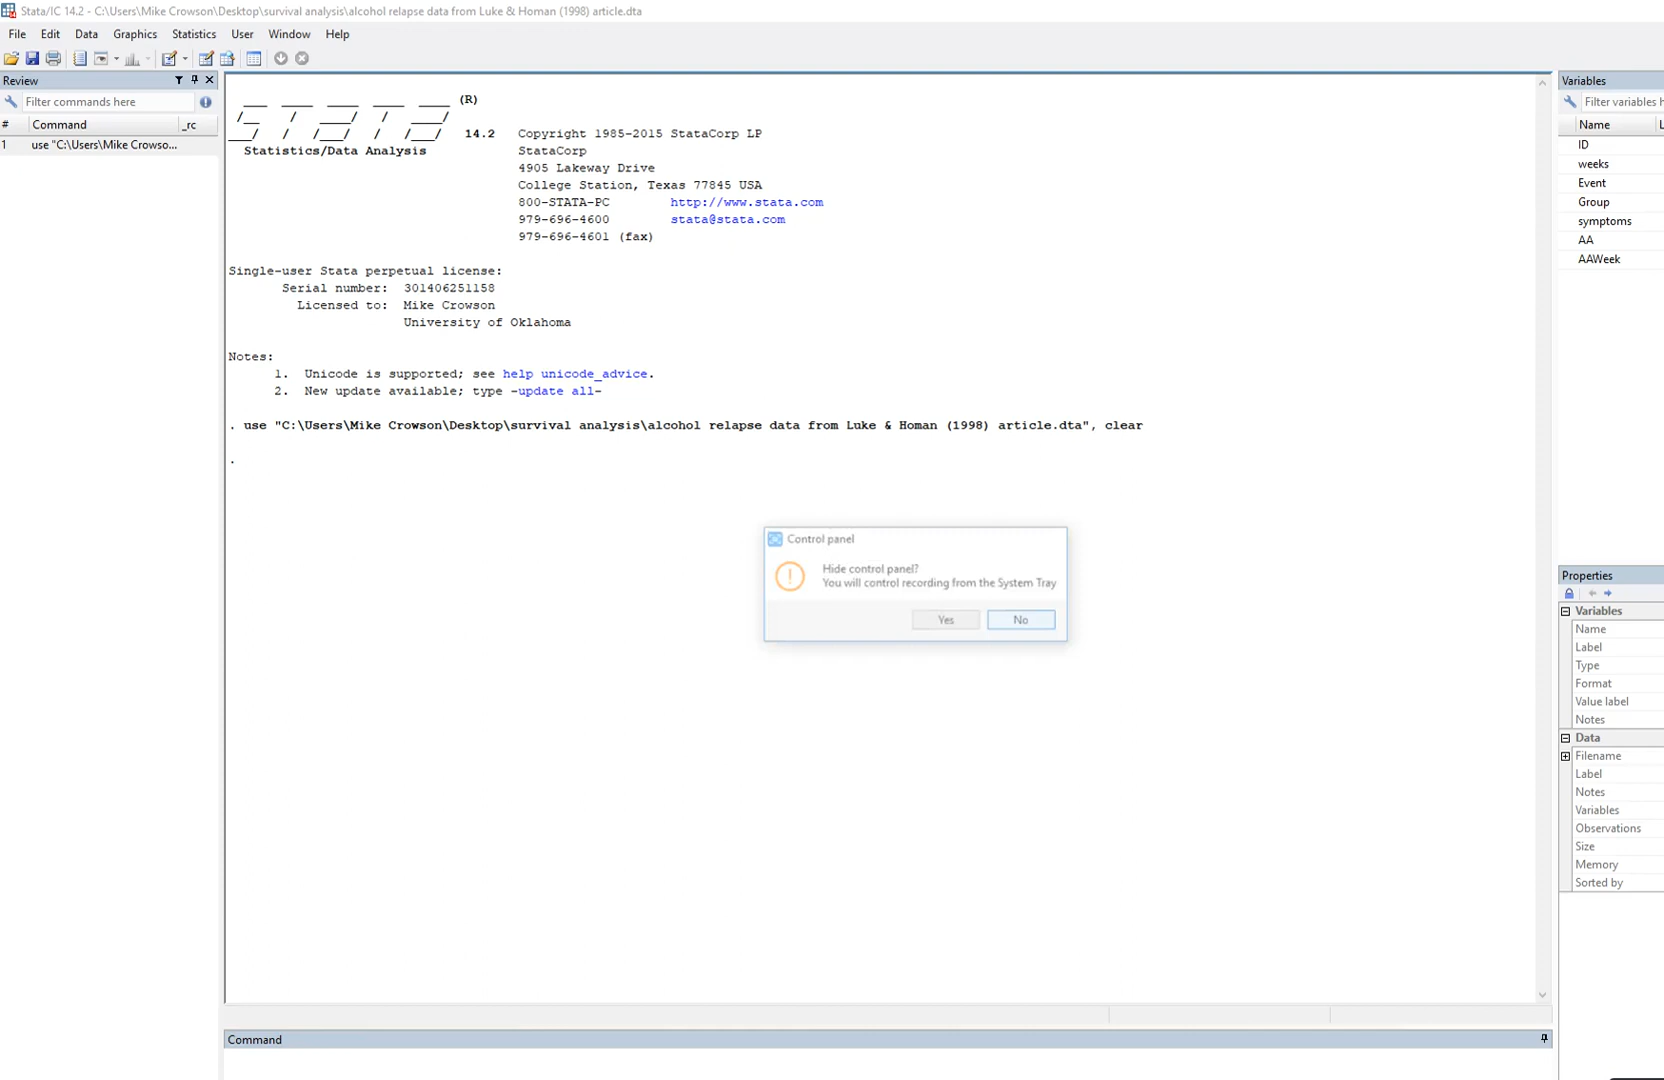 Stata/IC 14.2 - C:\Users\Mike Crowson\Desktop\survival analysis\alcohol relapse data from Luke & Homan (1998) article.dta
File Edit Data Graphics Statistics User Window Help
Review
Filter commands here
# Command _rc
1 use "C:\Users\Mike Crowso...
(R)
STATA
14.2 Copyright 1985-2015 StataCorp LP
Statistics/Data Analysis StataCorp
4905 Lakeway Drive
College Station, Texas 77845 USA
800-STATA-PC http://www.stata.com
979-696-4600 stata@stata.com
979-696-4601 (fax)
Single-user Stata perpetual license:
Serial number: 301406251158
Licensed to: Mike Crowson
University of Oklahoma
Notes:
1. Unicode is supported; see help unicode_advice.
2. New update available; type -update all-
. use "C:\Users\Mike Crowson\Desktop\survival analysis\alcohol relapse data from Luke & Homan (1998) article.dta", clear
.
Control panel
Hide control panel?
You will control recording from the System Tray
Yes No
Command
Variables
Filter variables h
Name L
ID
weeks
Event
Group
symptoms
AA
AAWeek
Properties
Variables
Name
Label
Type
Format
Value label
Notes
Data
Filename
Label
Notes
Variables
Observations
Size
Memory
Sorted by